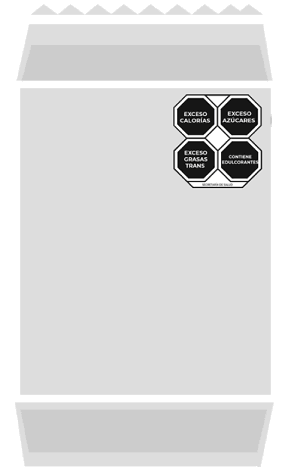 EXCESO
CALORÍAS
EXCESO
AZÚCARES
EXCESO
GRASAS
TRANS
CONTIENE
EDULCORANTES
SECRETARÍA DE SALUD